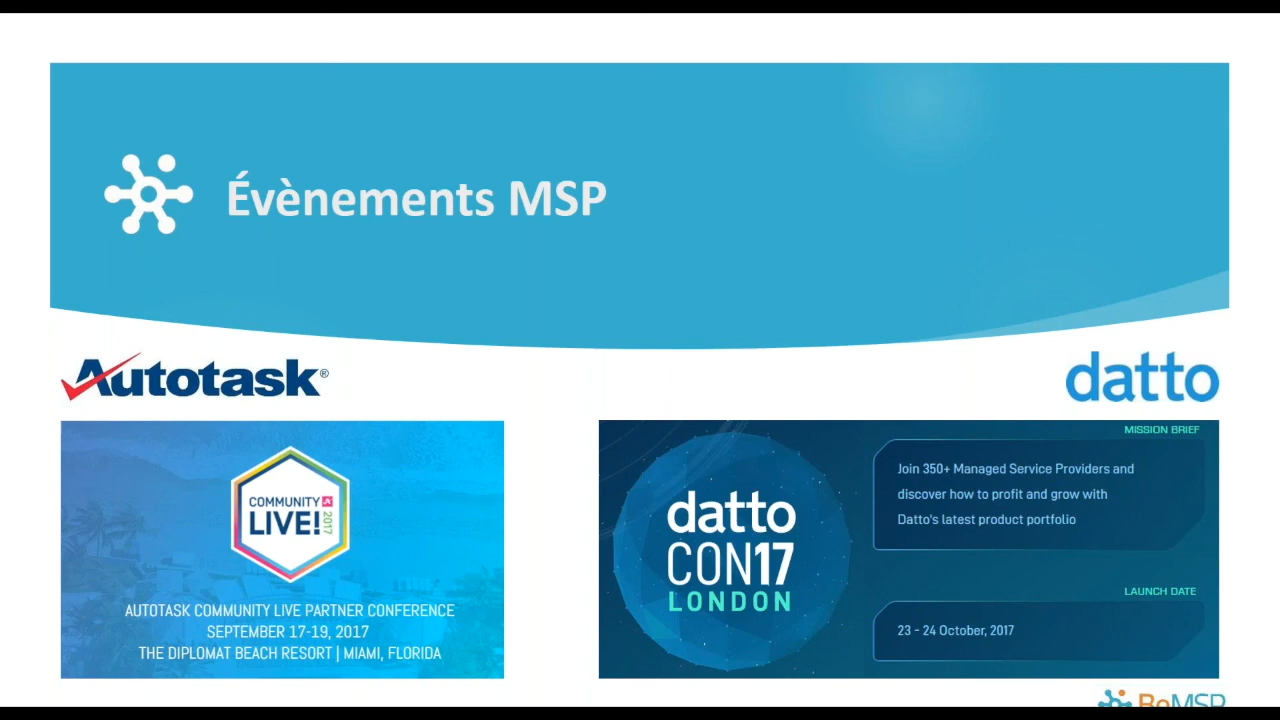 Évènements MSP
Autotask®
datto
COMMUNITY
LIVE! 2017
AUTOTASK COMMUNITY LIVE PARTNER CONFERENCE
SEPTEMBER 17-19, 2017
THE DIPLOMAT BEACH RESORT | MIAMI, FLORIDA
datto
CON17
LONDON
MISSION BRIEF
Join 350+ Managed Service Providers and
discover how to profit and grow with
Datto's latest product portfolio
LAUNCH DATE
23 - 24 October, 2017
BeMSP